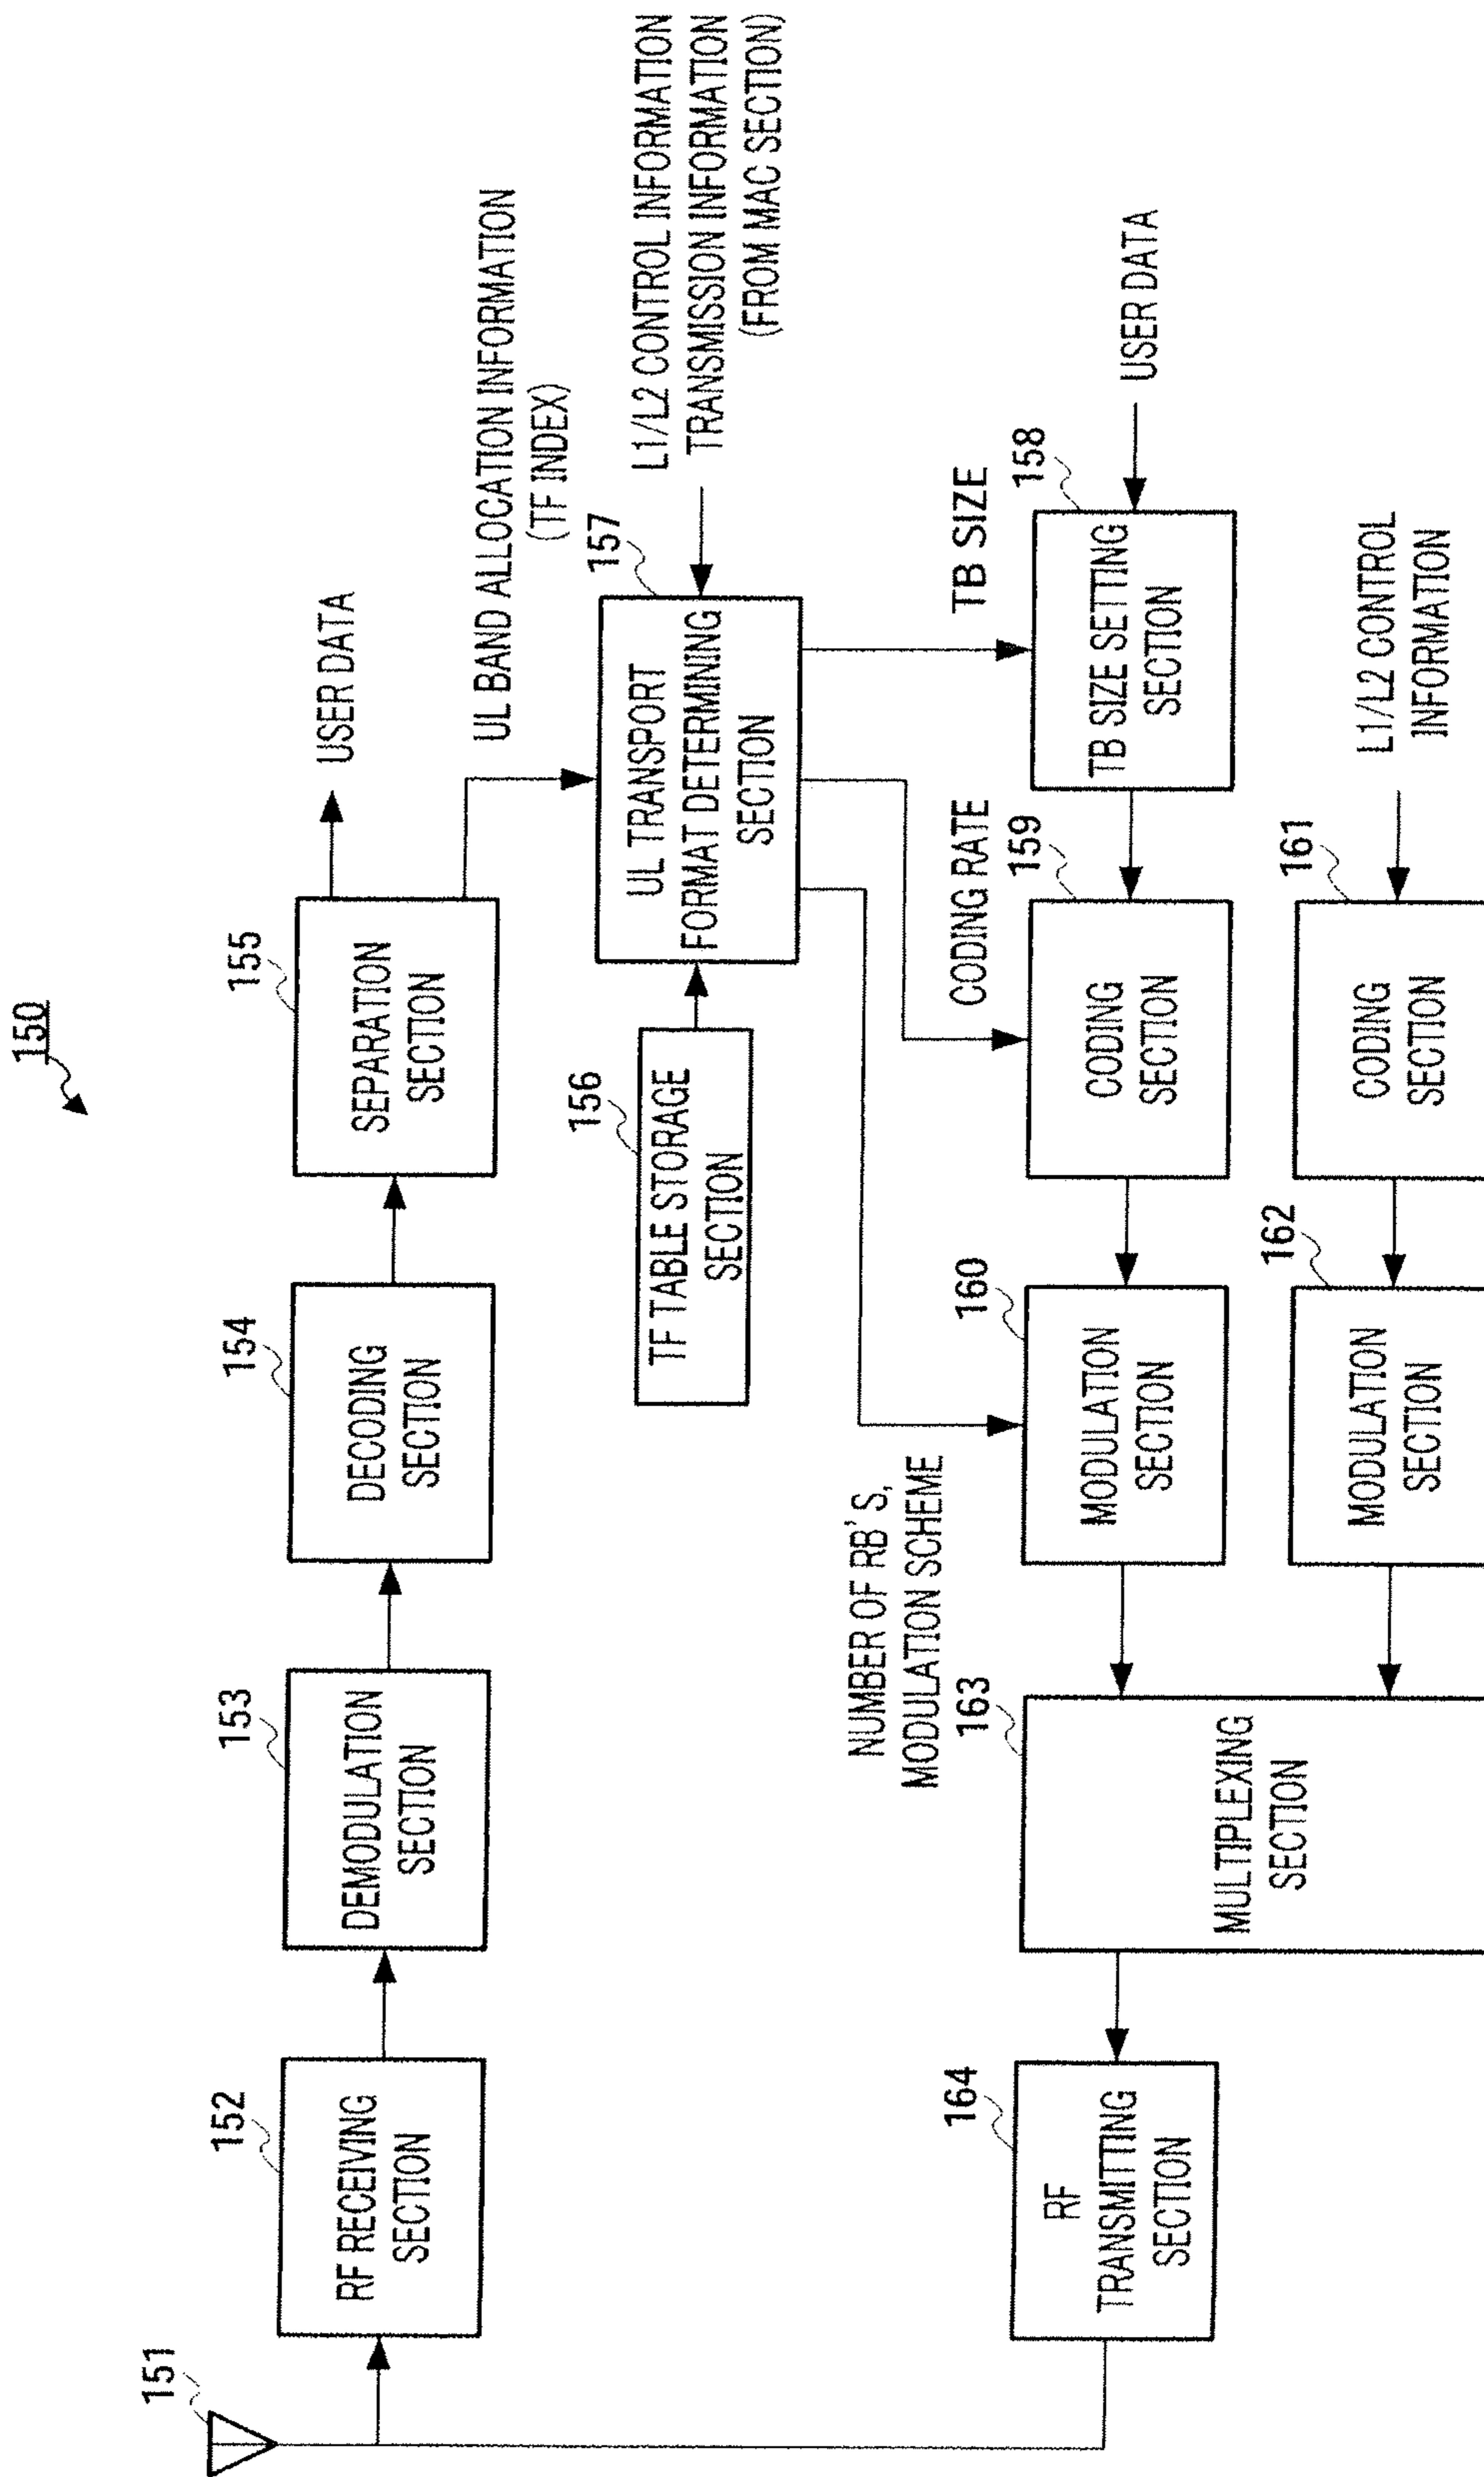 150
151
152
RF RECEIVING
SECTION
153
DEMODULATION
SECTION
154
DECODING
SECTION
155
SEPARATION
SECTION
USER DATA
UL BAND ALLOCATION INFORMATION
(TF INDEX)
156
TF TABLE STORAGE
SECTION
157
UL TRANSPORT
FORMAT DETERMINING
SECTION
L1/L2 CONTROL INFORMATION
TRANSMISSION INFORMATION
(FROM MAC SECTION)
NUMBER OF RB'S,
MODULATION SCHEME
CODING RATE
TB SIZE
164
RF
TRANSMITTING
SECTION
163
MULTIPLEXING
SECTION
160
MODULATION
SECTION
159
CODING
SECTION
158
TB SIZE SETTING
SECTION
USER DATA
162
MODULATION
SECTION
161
CODING
SECTION
L1/L2 CONTROL
INFORMATION